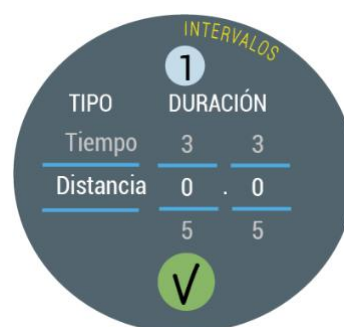 INTERVALOS
1
TIPO DURACIÓN
Tiempo 3 3
Distancia 0 . 0
5 5